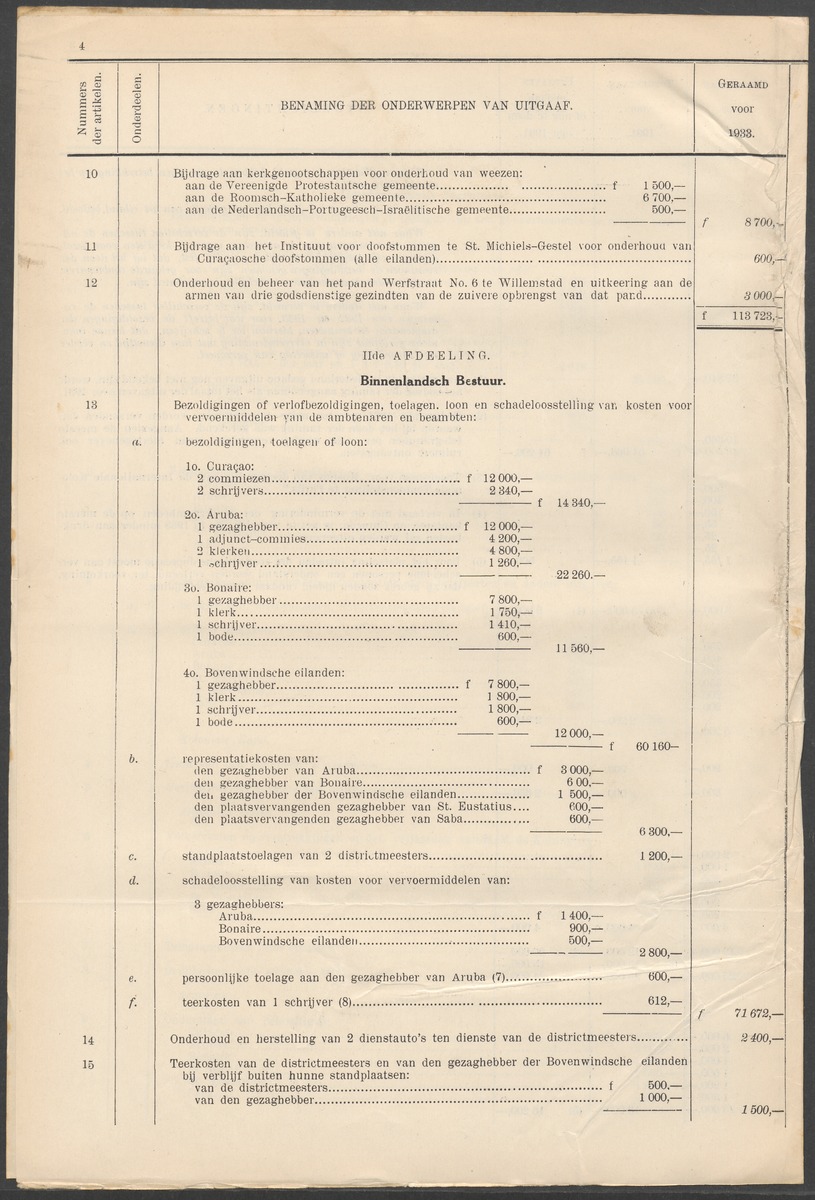 4
Nummers der artikelen.
Onderdeelen.
BENAMING DER ONDERWERPEN VAN UITGAAF.
GERAAMD
voor
1933.
10 Bijdrage aan kerkgenootschappen voor onderhoud van weezen:
aan de Vereenigde Protestantsche gemeente.................. ..................... f 1 500,—
aan de Roomsch-Katholieke gemeente.................................................. 6 700,—
aan de Nederlandsch-Portugeesch-Israëlitische gemeente........................ 500,—
f 8 700,—
11 Bijdrage aan het Instituut voor doofstommen te St. Michiels-Gestel voor onderhoud van
Curaçaosche doofstommen (alle eilanden)......................... ...................................... 600,—
12 Onderhoud en beheer van het pand Werfstraat No. 6 te Willemstad en uitkeering aan de
armen van drie godsdienstige gezindten van de zuivere opbrengst van dat pand............ 3 000,—
f 113 723,—
IIde AFDEELING.
Binnenlandsch Bestuur.
13 Bezoldigingen of verlofbezoldigingen, toelagen, loon en schadeloosstelling van kosten voor
vervoermiddelen van de ambtenaren en beambten:
a. bezoldigingen, toelagen of loon:
1o. Curaçao:
2 commiezen............................................... f 12 000,—
2 schrijvers................................................ 2 340,—
f 14 340,—
2o. Aruba:
1 gezaghebber............................................. f 12 000,—
1 adjunct-commies...................................... 4 200,—
2 klerken................................................... 4 800,—
1 schrijver................................................. 1 260,—
22 260.—
3o. Bonaire:
1 gezaghebber............................................ 7 800,—
1 klerk....................................................... 1 750,—
1 schrijver.................................................. 1 410,—
1 bode........................................................ 600,—
11 560,—
4o. Bovenwindsche eilanden:
1 gezaghebber............................. ............... f 7 800,—
1 klerk...................................................... 1 800,—
1 schrijver.................................................. 1 800,—
1 bode....................................................... 600,—
12 000,—
f 60 160—
b. representatiekosten van:
den gezaghebber van Aruba........................................... f 3 000,—
den gezaghebber van Bonaire......................................... 6 00,—
den gezaghebber der Bovenwindsche eilanden.................. 1 500,—
den plaatsvervangenden gezaghebber van St. Eustatius.... 600,—
den plaatsvervangenden gezaghebber van Saba................ 600,—
6 300,—
c. standplaatstoelagen van 2 districtmeesters......................... .................. 1 200,—
d. schadeloosstelling van kosten voor vervoermiddelen van:
3 gezaghebbers:
Aruba..................................................................... f 1 400,—
Bonaire.................................................................. 900,—
Bovenwindsche eilanden.......................................... 500,—
2 800,—
e. persoonlijke toelage aan den gezaghebber van Aruba (7)........................ 600,—
f. teerkosten van 1 schrijver (8)............................... ............................... 612,—
f 71 672,—
14 Onderhoud en herstelling van 2 dienstauto's ten dienste van de districtmeesters............. 2 400,—
15 Teerkosten van de districtmeesters en van den gezaghebber der Bovenwindsche eilanden
bij verblijf buiten hunne standplaatsen:
van de districtmeesters.................................................................... f 500,—
van den gezaghebber....................................................................... 1 000,—
1 500,—